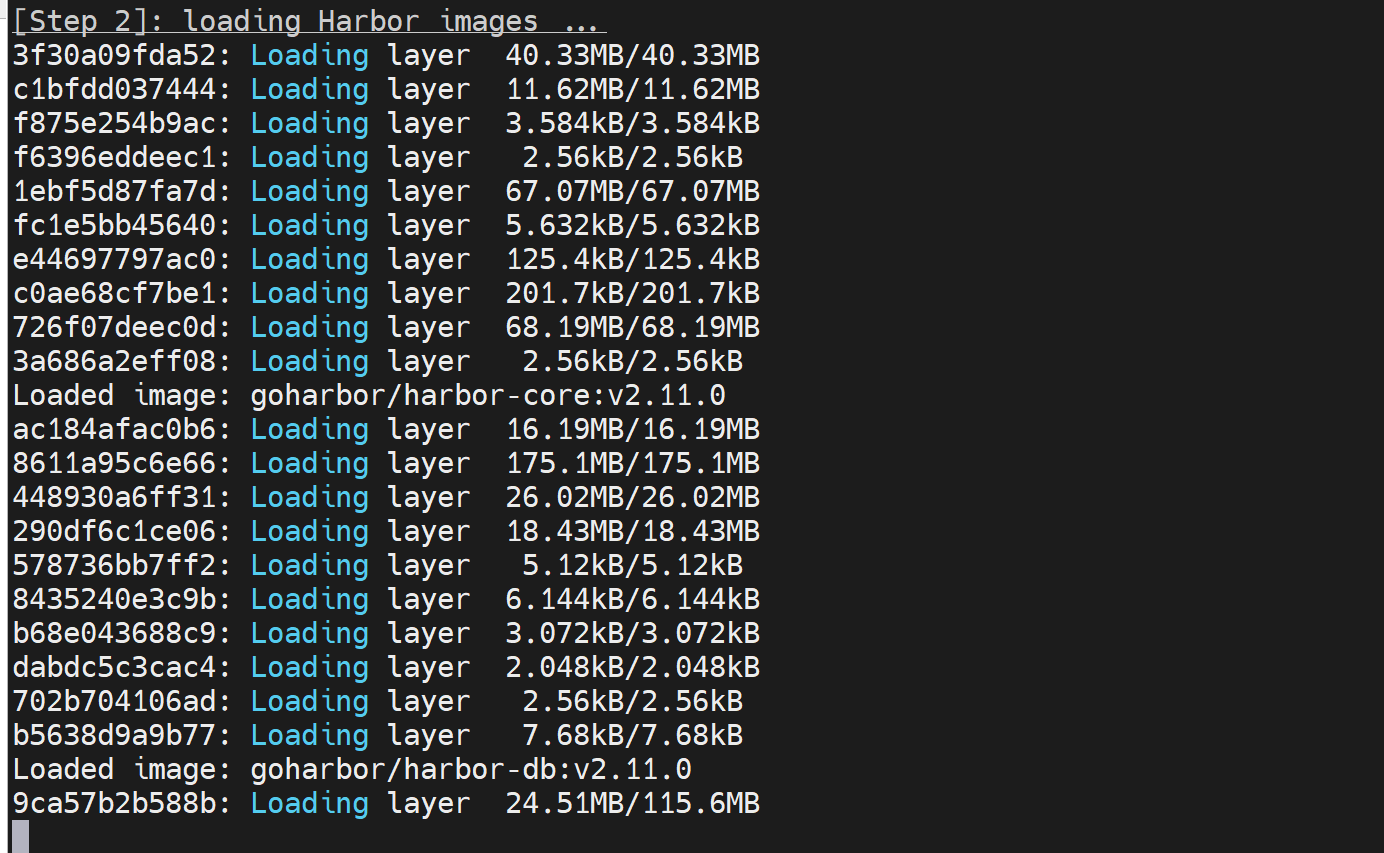 [Step 2]: loading Harbor images ...
3f30a09fda52: Loading layer  40.33MB/40.33MB
c1bfdd037444: Loading layer  11.62MB/11.62MB
f875e254b9ac: Loading layer  3.584kB/3.584kB
f6396eddeec1: Loading layer   2.56kB/2.56kB
1ebf5d87fa7d: Loading layer  67.07MB/67.07MB
fc1e5bb45640: Loading layer  5.632kB/5.632kB
e44697797ac0: Loading layer  125.4kB/125.4kB
c0ae68cf7be1: Loading layer  201.7kB/201.7kB
726f07deec0d: Loading layer  68.19MB/68.19MB
3a686a2eff08: Loading layer   2.56kB/2.56kB
Loaded image: goharbor/harbor-core:v2.11.0
ac184afac0b6: Loading layer  16.19MB/16.19MB
8611a95c6e66: Loading layer  175.1MB/175.1MB
448930a6ff31: Loading layer  26.02MB/26.02MB
290df6c1ce06: Loading layer  18.43MB/18.43MB
578736bb7ff2: Loading layer   5.12kB/5.12kB
8435240e3c9b: Loading layer  6.144kB/6.144kB
b68e043688c9: Loading layer  3.072kB/3.072kB
dabdc5c3cac4: Loading layer  2.048kB/2.048kB
702b704106ad: Loading layer   2.56kB/2.56kB
b5638d9a9b77: Loading layer   7.68kB/7.68kB
Loaded image: goharbor/harbor-db:v2.11.0
9ca57b2b588b: Loading layer  24.51MB/115.6MB